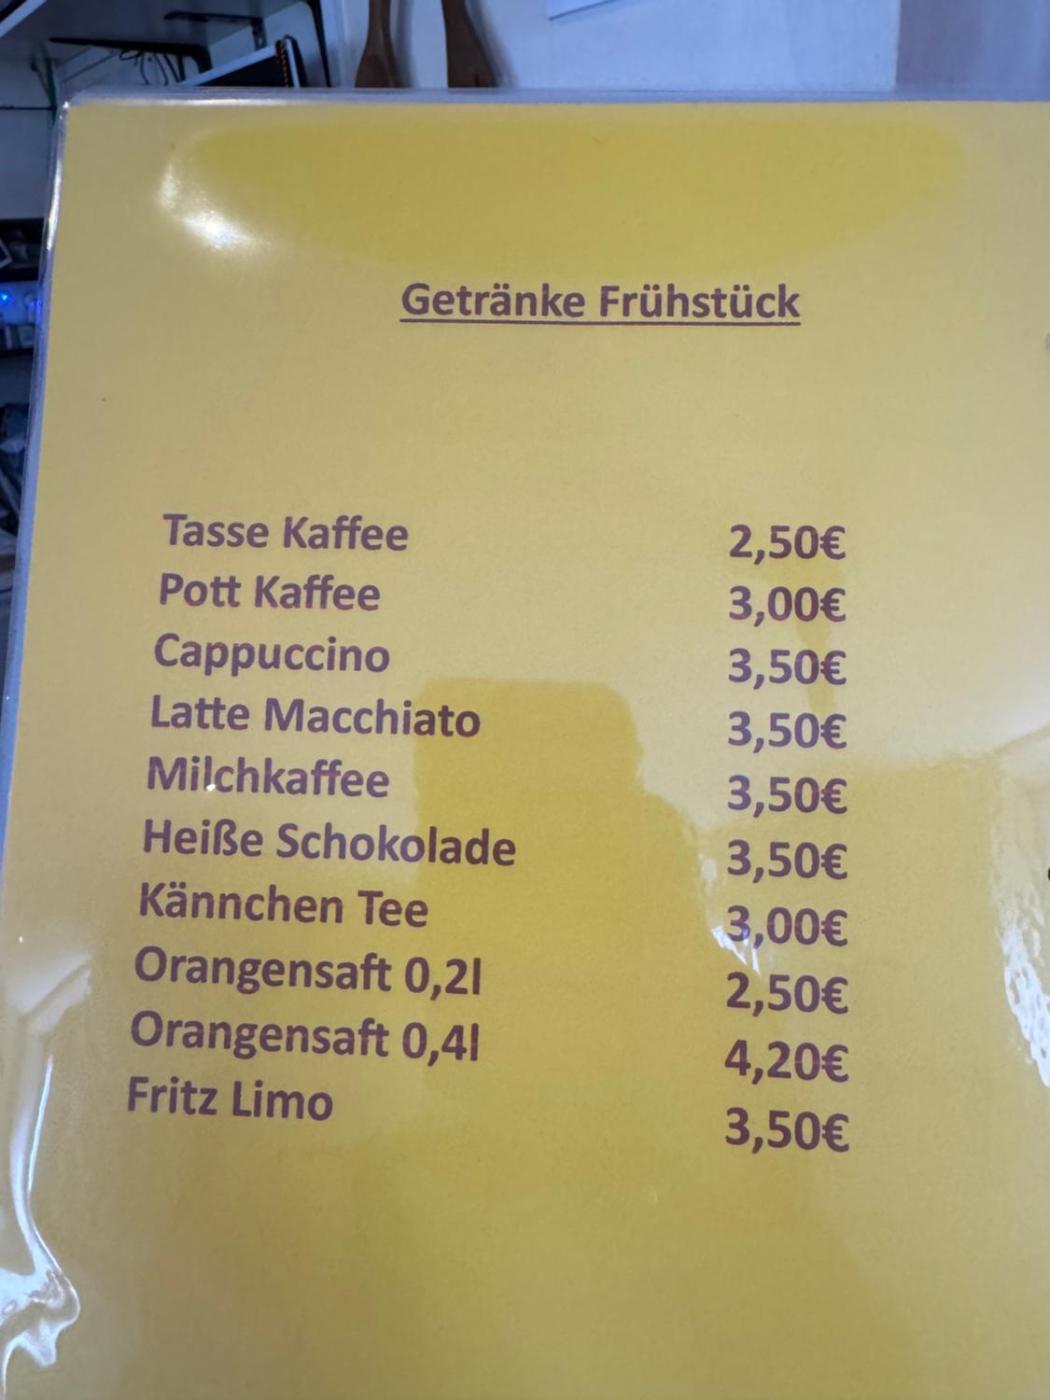 Getränke Frühstück
Tasse Kaffee 2,50€
Pott Kaffee 3,00€
Cappuccino 3,50€
Latte Macchiato 3,50€
Milchkaffee 3,50€
Heiße Schokolade 3,50€
Kännchen Tee 3,00€
Orangensaft 0,2l 2,50€
Orangensaft 0,4l 4,20€
Fritz Limo 3,50€